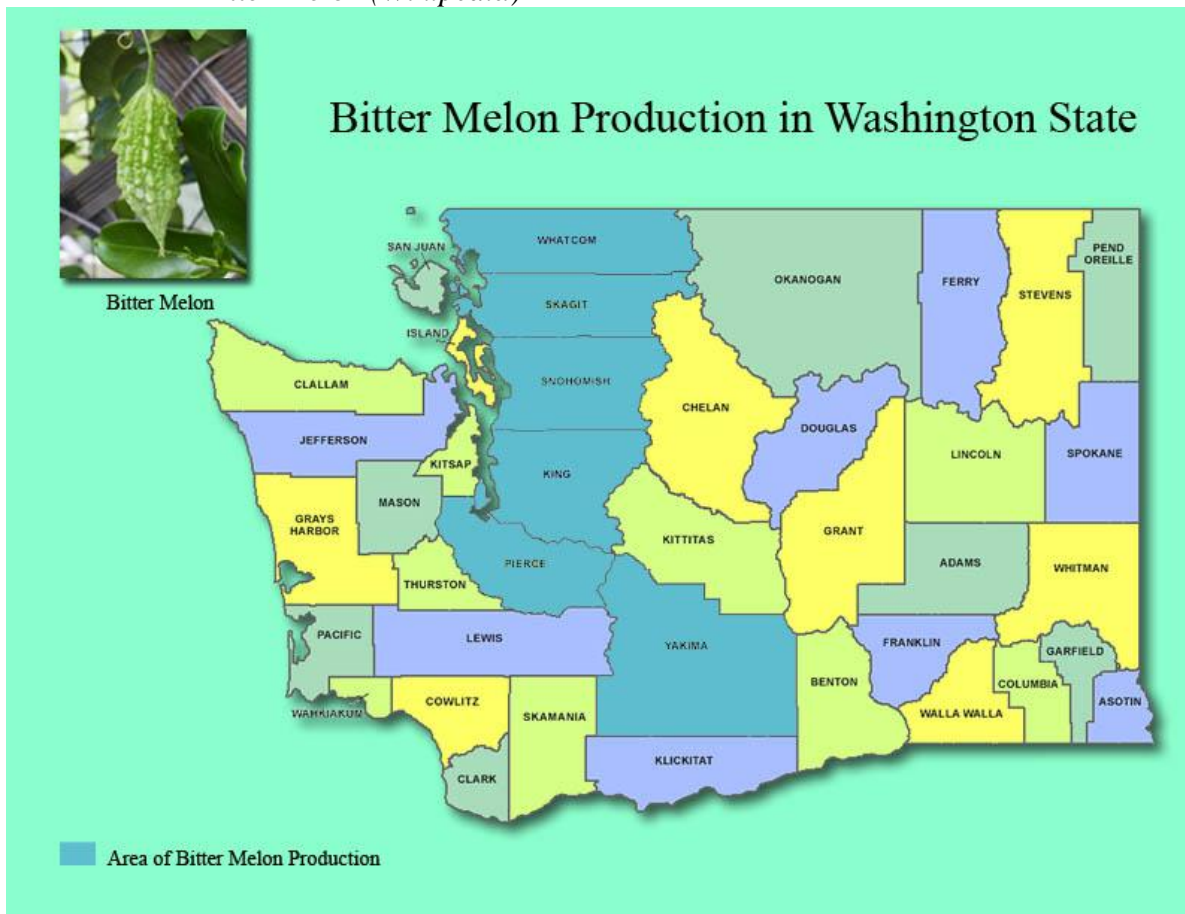 Bitter Melon Production in Washington State
Bitter Melon
WHATCOM
SAN JUAN
SKAGIT
ISLAND
SNOHOMISH
OKANOGAN
FERRY
STEVENS
PEND
OREILLE
CLALLAM
JEFFERSON
KITSAP
KING
CHELAN
DOUGLAS
LINCOLN
SPOKANE
MASON
GRAYS
HARBOR
KITTITAS
GRANT
ADAMS
WHITMAN
PIERCE
THURSTON
PACIFIC
LEWIS
YAKIMA
BENTON
FRANKLIN
GARFIELD
COLUMBIA
ASOTIN
WAHKIAKUM
COWLITZ
SKAMANIA
WALLA WALLA
CLARK
KLICKITAT
Area of Bitter Melon Production